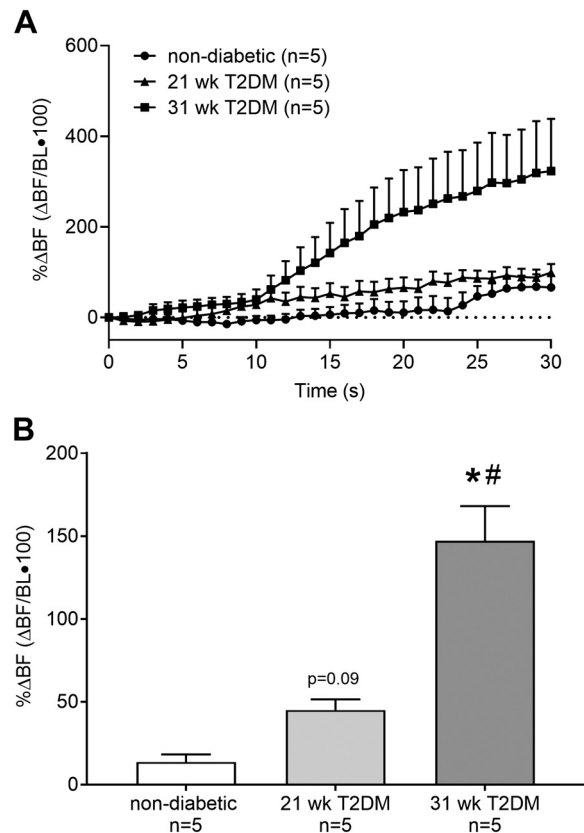 A
%ΔBF (ΔBF/BL•100)
600
400
200
0
non-diabetic (n=5)
21 wk T2DM (n=5)
31 wk T2DM (n=5)
0 5 10 15 20 25 30
Time (s)
B
%ΔBF (ΔBF/BL•100)
200
150
100
50
0
p=0.09
*#
non-diabetic 21 wk T2DM 31 wk T2DM
n=5 n=5 n=5